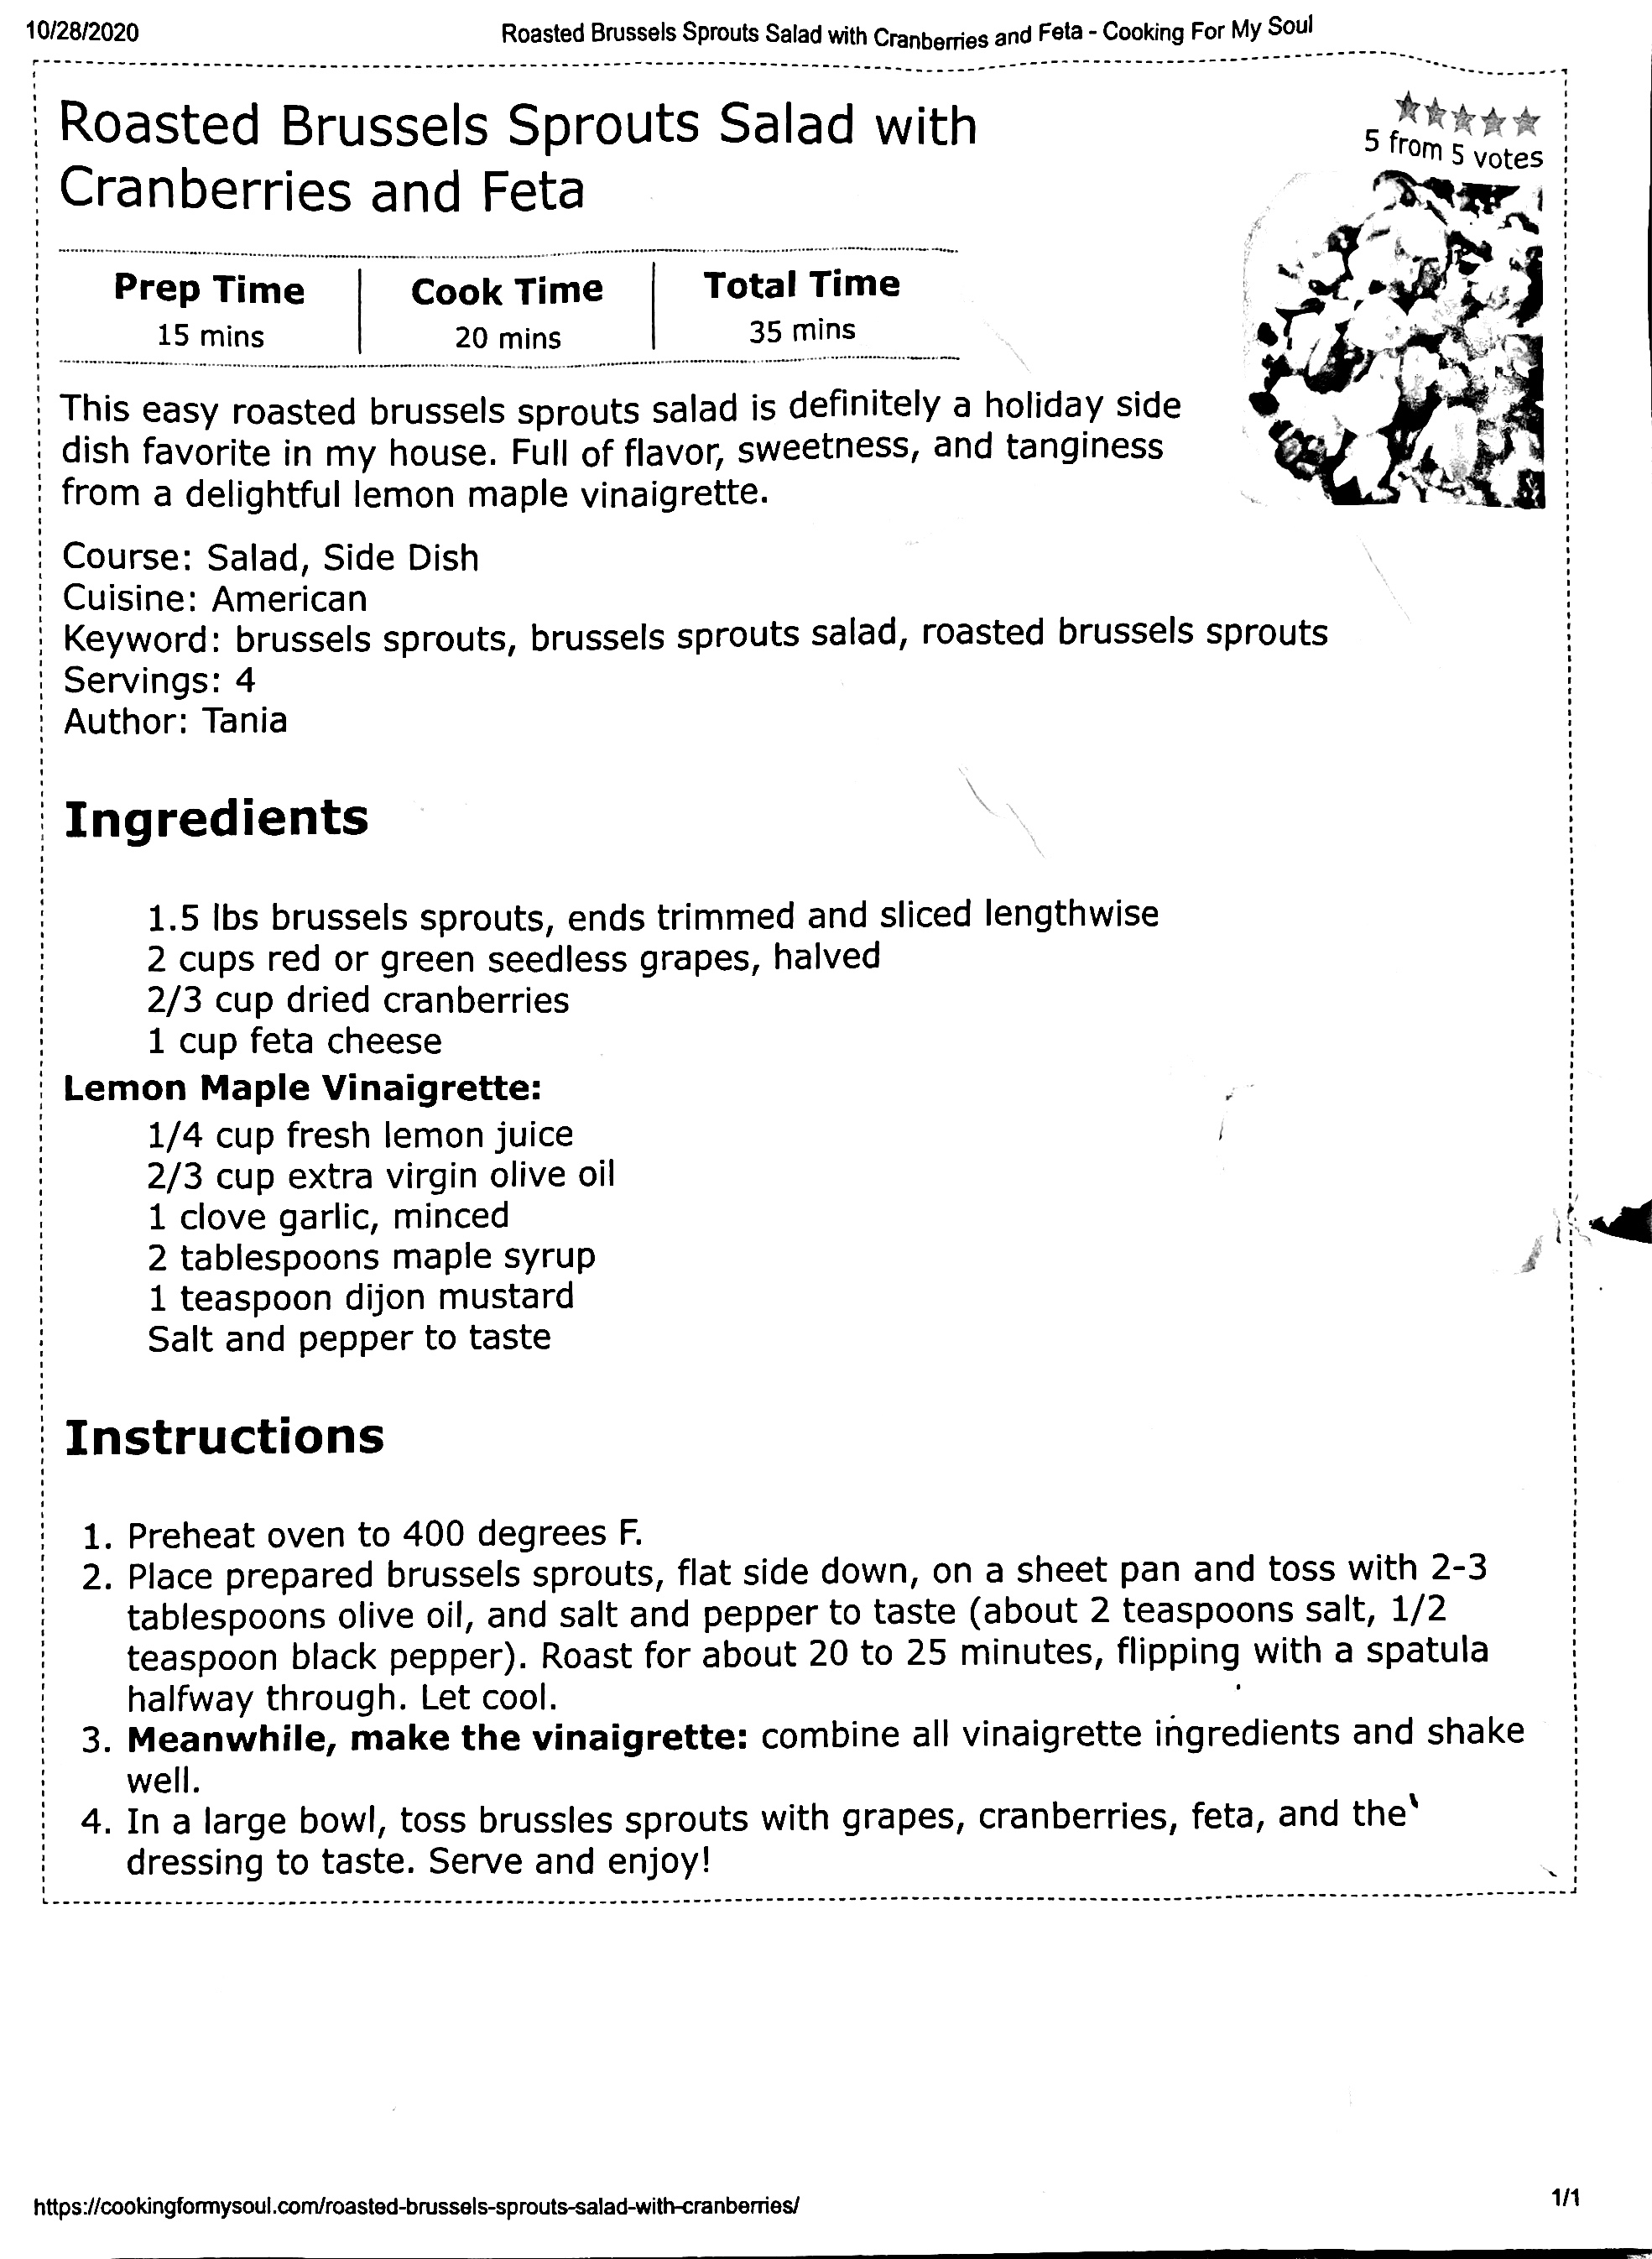 10/28/2020
Roasted Brussels Sprouts Salad with Cranberries and Feta - Cooking For My Soul
Roasted Brussels Sprouts Salad with
Cranberries and Feta
5 from 5 votes
Prep Time
15 mins
Cook Time
20 mins
Total Time
35 mins
This easy roasted brussels sprouts salad is definitely a holiday side
dish favorite in my house. Full of flavor, sweetness, and tanginess
from a delightful lemon maple vinaigrette.
Course: Salad, Side Dish
Cuisine: American
Keyword: brussels sprouts, brussels sprouts salad, roasted brussels sprouts
Servings: 4
Author: Tania
Ingredients
1.5 lbs brussels sprouts, ends trimmed and sliced lengthwise
2 cups red or green seedless grapes, halved
2/3 cup dried cranberries
1 cup feta cheese
Lemon Maple Vinaigrette:
1/4 cup fresh lemon juice
2/3 cup extra virgin olive oil
1 clove garlic, minced
2 tablespoons maple syrup
1 teaspoon dijon mustard
Salt and pepper to taste
Instructions
1. Preheat oven to 400 degrees F.
2. Place prepared brussels sprouts, flat side down, on a sheet pan and toss with 2-3
tablespoons olive oil, and salt and pepper to taste (about 2 teaspoons salt, 1/2
teaspoon black pepper). Roast for about 20 to 25 minutes, flipping with a spatula
halfway through. Let cool.
3. Meanwhile, make the vinaigrette: combine all vinaigrette ingredients and shake
well.
4. In a large bowl, toss brussles sprouts with grapes, cranberries, feta, and the
dressing to taste. Serve and enjoy!
https://cookingformysoul.com/roasted-brussels-sprouts-salad-with-cranberries/
1/1